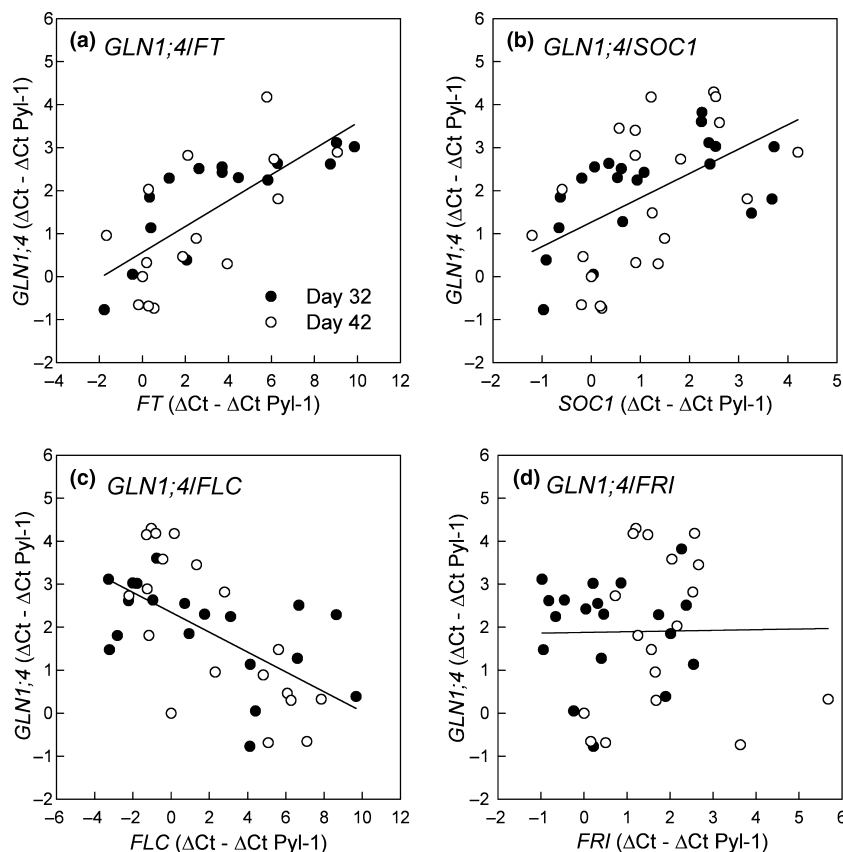 (a) GLN1;4/FT
GLN1;4 (ΔCt - ΔCt Pyl-1)
6
5
4
3
2
1
0
−1
−2
Day 32
Day 42
−4 −2 0 2 4 6 8 10 12
FT (ΔCt - ΔCt Pyl-1)
(b) GLN1;4/SOC1
GLN1;4 (ΔCt - ΔCt Pyl-1)
6
5
4
3
2
1
0
−1
−2
−2 −1 0 1 2 3 4 5
SOC1 (ΔCt - ΔCt Pyl-1)
(c) GLN1;4/FLC
GLN1;4 (ΔCt - ΔCt Pyl-1)
6
5
4
3
2
1
0
−1
−2
−6 −4 −2 0 2 4 6 8 10 12
FLC (ΔCt - ΔCt Pyl-1)
(d) GLN1;4/FRI
GLN1;4 (ΔCt - ΔCt Pyl-1)
6
5
4
3
2
1
0
−1
−2
−2 −1 0 1 2 3 4 5 6
FRI (ΔCt - ΔCt Pyl-1)